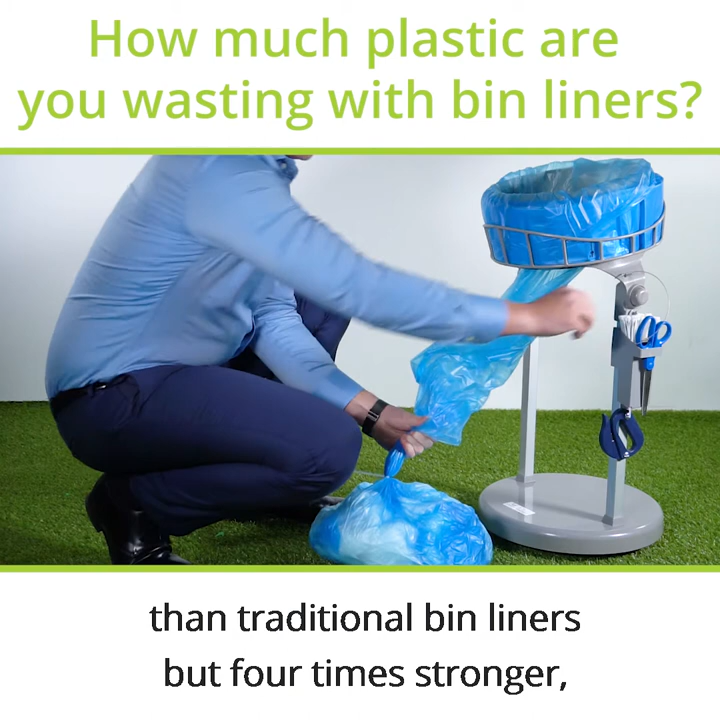 How much plastic are
you wasting with bin liners?
than traditional bin liners
but four times stronger,